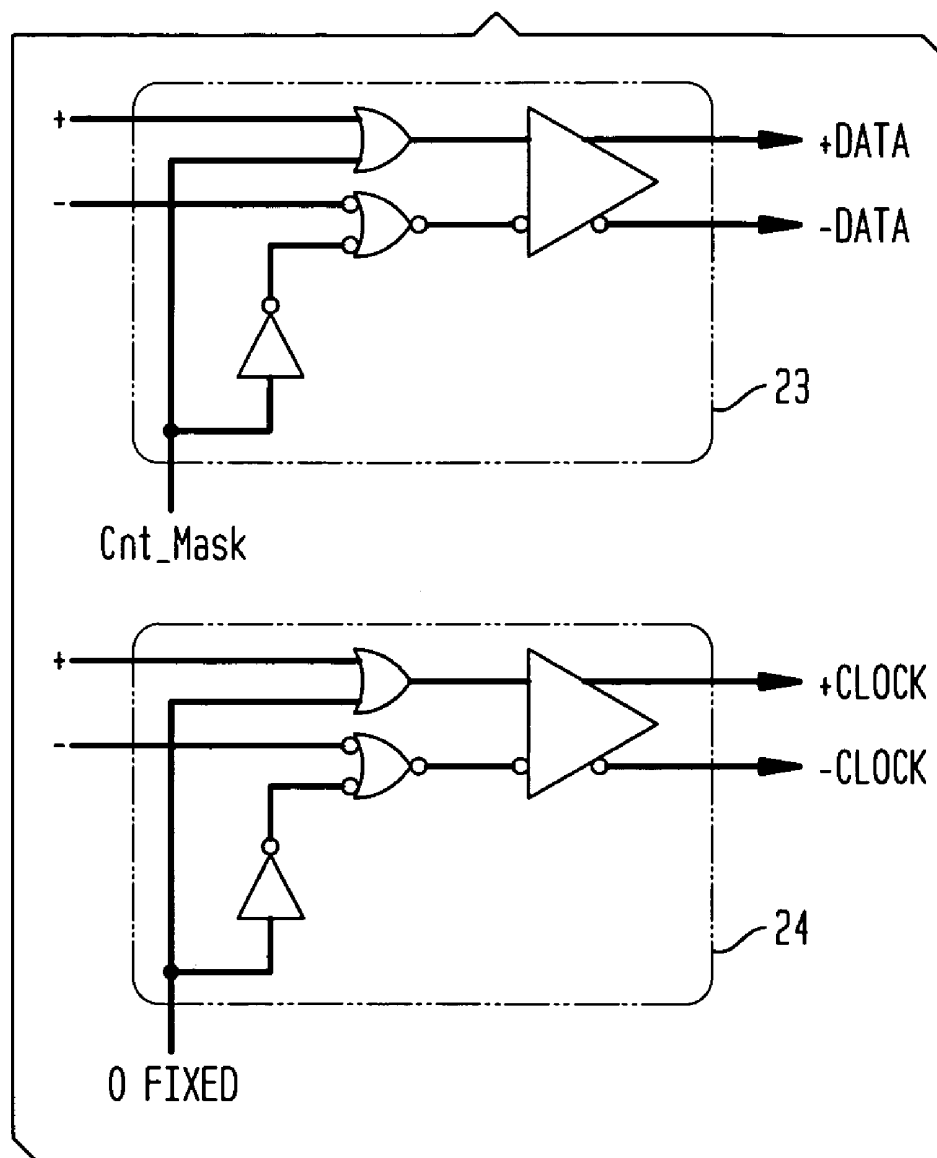 +
+DATA
-
-DATA
23
Cnt_Mask
+
+CLOCK
-
-CLOCK
24
0 FIXED